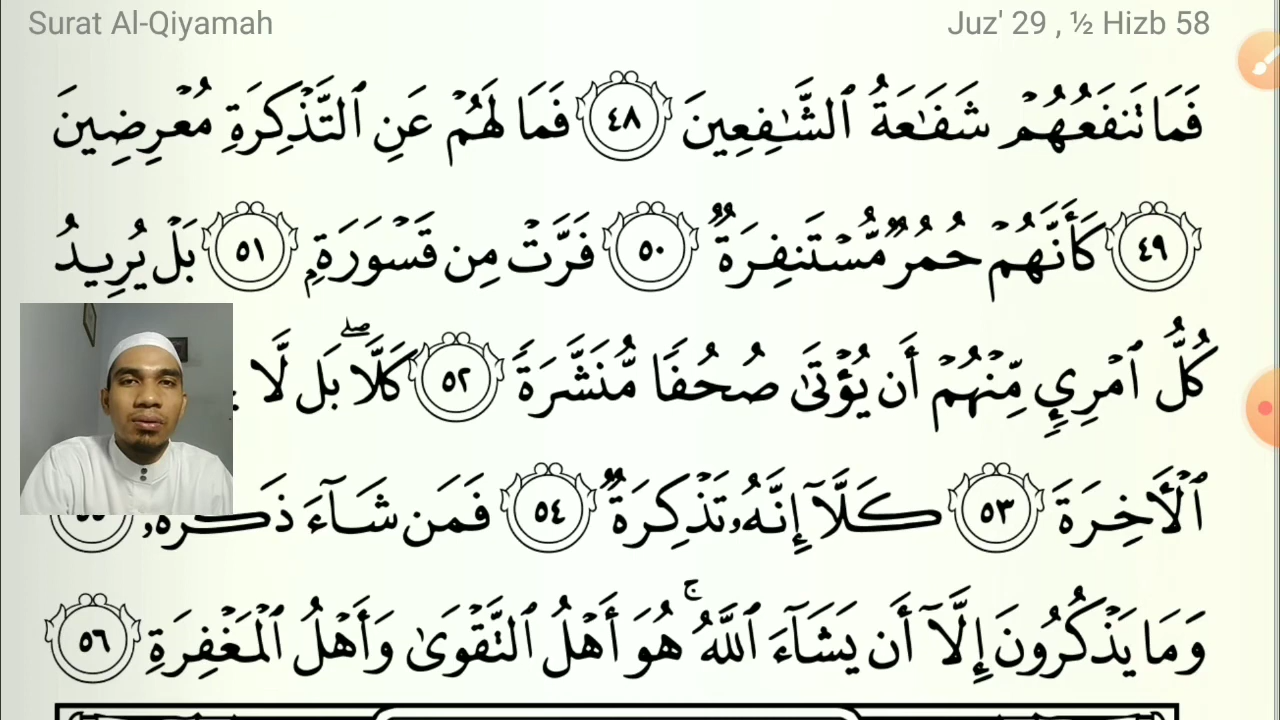 Surat Al-Qiyamah
Juz' 29 , ½ Hizb 58
فَمَا تَنفَعُهُمْ شَفَـٰعَةُ ٱلشَّـٰفِعِينَ ٤٨ فَمَا لَهُمْ عَنِ ٱلتَّذْكِرَةِ مُعْرِضِينَ
٤٩ كَأَنَّهُمْ حُمُرٌ مُّسْتَنفِرَةٌ ٥٠ فَرَّتْ مِن قَسْوَرَةٍۭ ٥١ بَلْ يُرِيدُ
كُلُّ ٱمْرِئٍ مِّنْهُمْ أَن يُؤْتَىٰ صُحُفًا مُّنَشَّرَةً ٥٢ كَلَّا ۖ بَل لَّا
ٱلْـَٔاخِرَةَ ٥٣ كَلَّآ إِنَّهُۥ تَذْكِرَةٌ ٥٤ فَمَن شَآءَ ذَكَرَهُۥ
وَمَا يَذْكُرُونَ إِلَّآ أَن يَشَآءَ ٱللَّهُ ۚ هُوَ أَهْلُ ٱلتَّقْوَىٰ وَأَهْلُ ٱلْمَغْفِرَةِ ٥٦